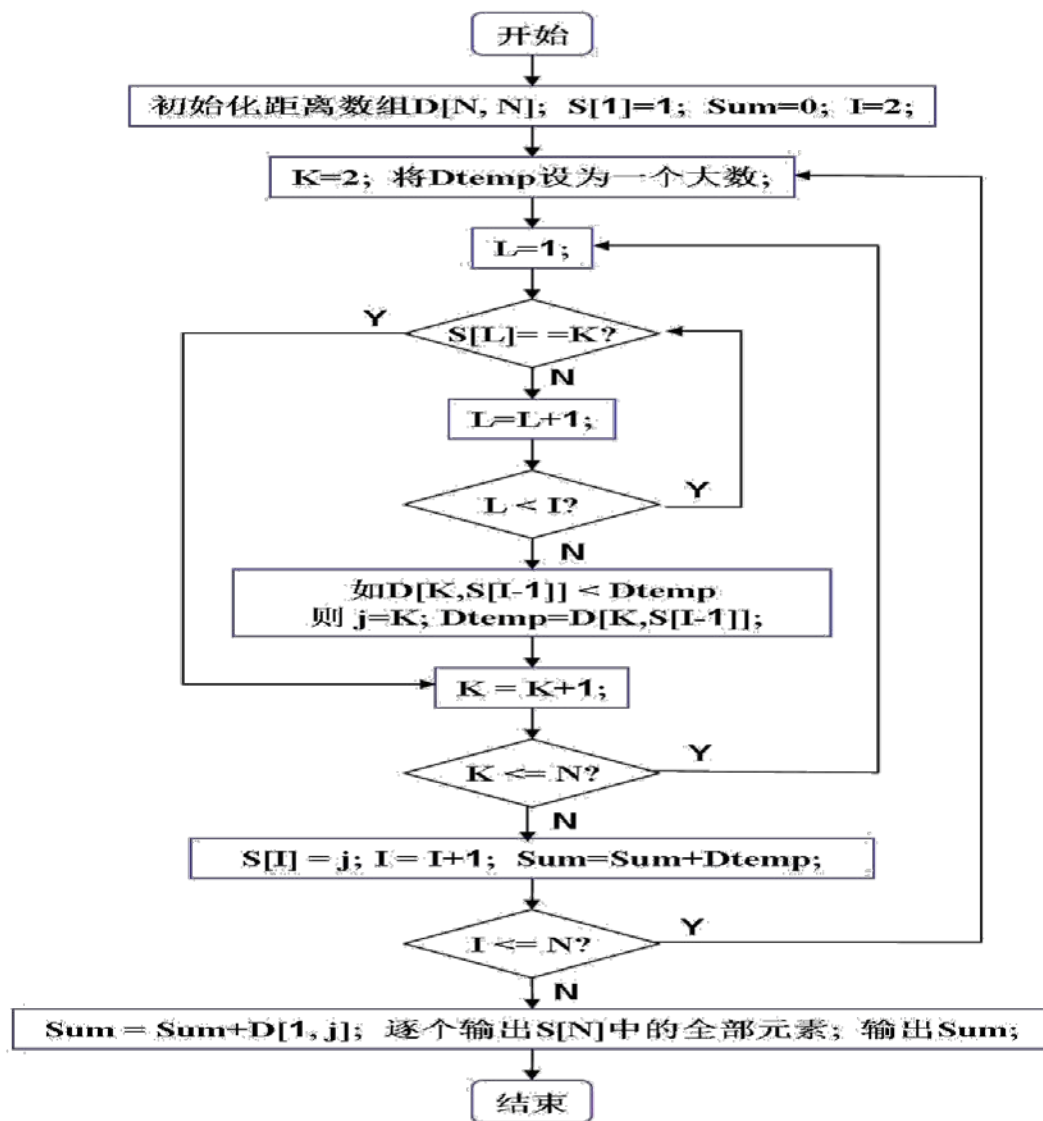 开始
初始化距离数组D[N, N]; S[1]=1; Sum=0; I=2;
K=2; 将Dtemp设为一个大数;
L=1;
Y
S[L]= =K?
N
L=L+1;
L < I?
Y
N
如D[K,S[I-1]] < Dtemp
则 j=K; Dtemp=D[K,S[I-1]];
K = K+1;
K <= N?
Y
N
S[I] = j; I = I+1; Sum=Sum+Dtemp;
I <= N?
Y
N
Sum = Sum+D[1, j]; 逐个输出S[N]中的全部元素; 输出Sum;
结束